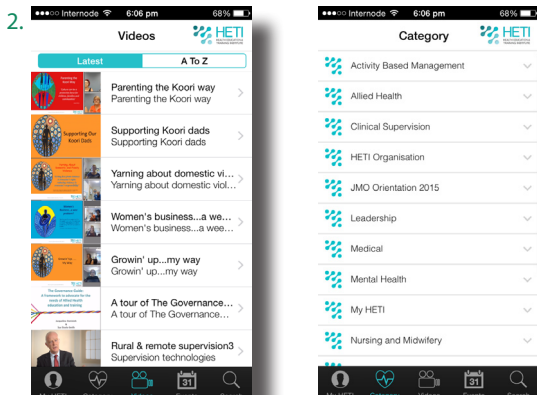 2.
Internode 6:06 pm 68%
Videos
HETI
Latest
A To Z
Parenting the Koori way
Parenting the Koori way
Supporting Our
Koori Dads
Supporting Koori dads
Supporting Koori dads
Yarning about domestic vi...
Yarning about domestic viol...
Women's business...a we...
Women's business...a wee...
Growin' up...my way
Growin' up...my way
A tour of The Governance...
A tour of The Governance...
Rural & remote supervision3
Supervision technologies
31
Internode 6:06 pm 68%
Category
HETI
Activity Based Management
Allied Health
Clinical Supervision
HETI Organisation
JMO Orientation 2015
Leadership
Medical
Mental Health
My HETI
Nursing and Midwifery
31